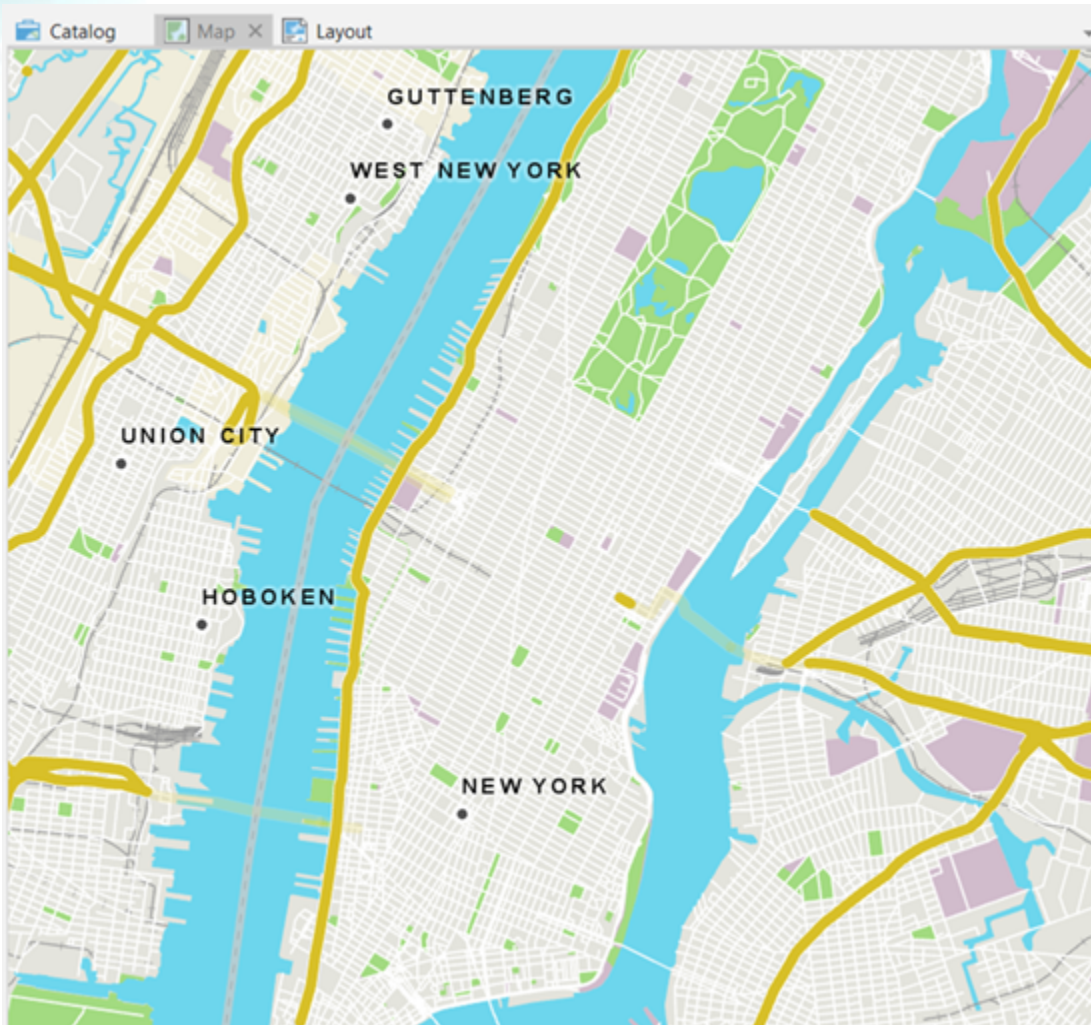 Catalog
Map
Layout
GUTTENBERG
WEST NEW YORK
UNION CITY
HOBOKEN
NEW YORK